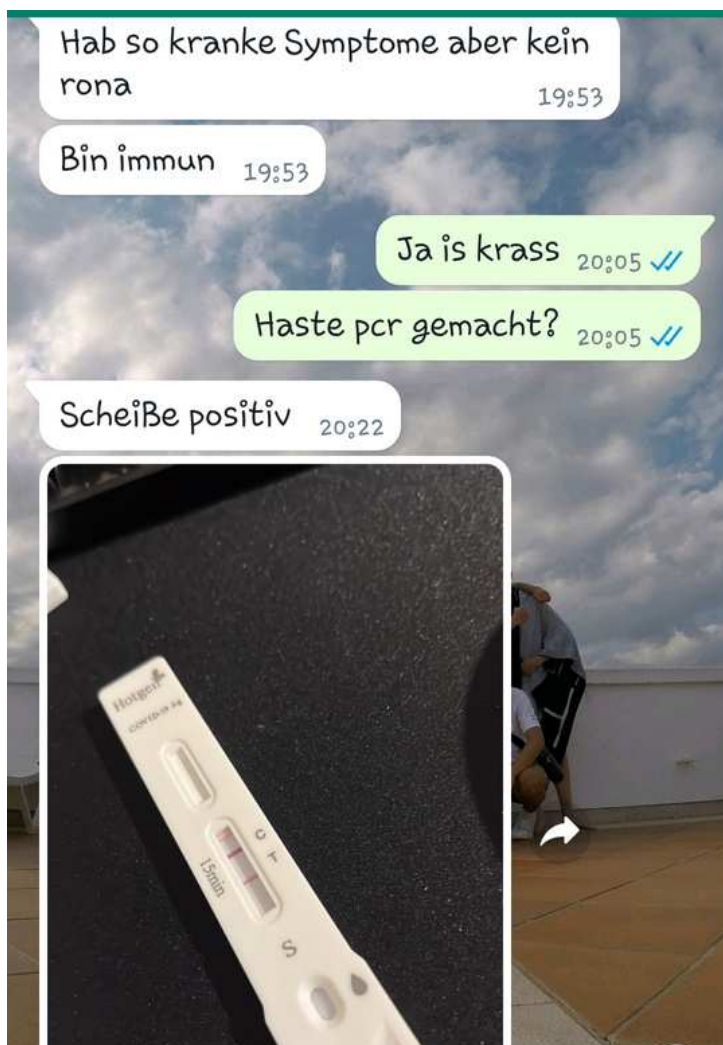 Hab so kranke Symptome aber kein
rona
19:53
Bin immun 19:53
Ja is krass 20:05
Haste pcr gemacht? 20:05
Scheiße positiv 20:22
Hotgen
COVID-19 Ag
C
T
15min
S